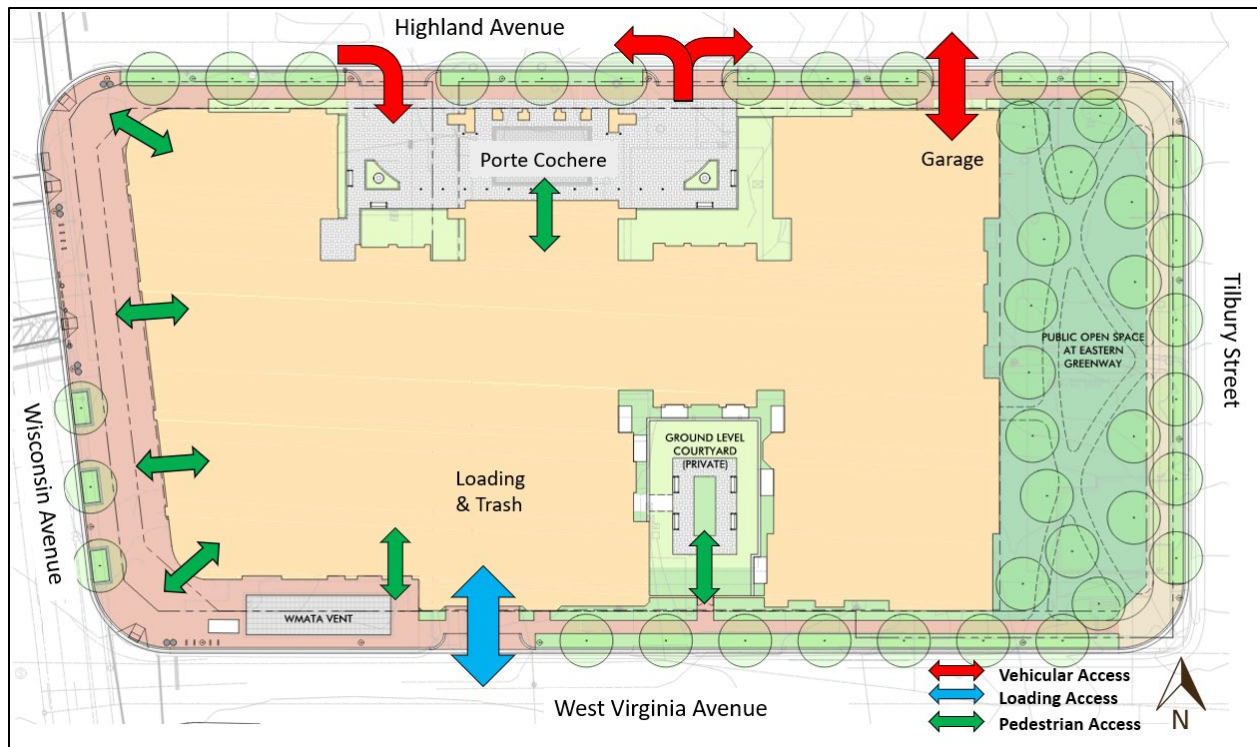 Highland Avenue
Porte Cochere
Garage
Tilbury Street
PUBLIC OPEN SPACE
AT EASTERN
GREENWAY
Wisconsin Avenue
GROUND LEVEL
COURTYARD
(PRIVATE)
Loading
& Trash
WMATA VENT
West Virginia Avenue
Vehicular Access
Loading Access
Pedestrian Access
N